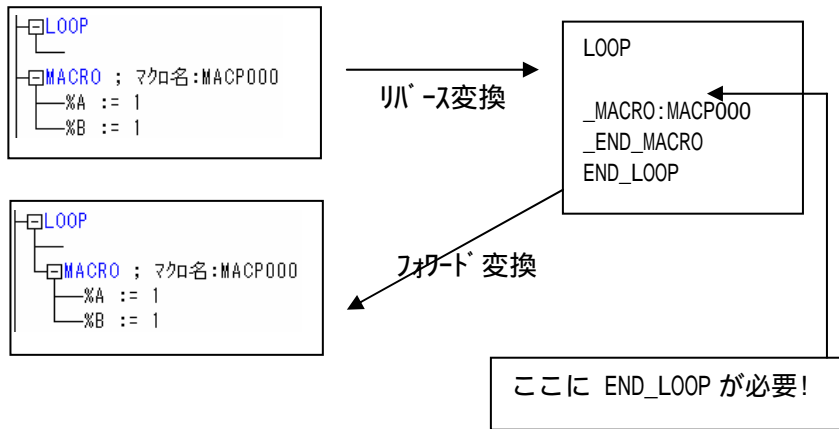 LOOP
MACRO ; マクロ名:MACP000
%A := 1
%B := 1
リバース変換
LOOP
_MACRO:MACP000
_END_MACRO
END_LOOP
LOOP
MACRO ; マクロ名:MACP000
%A := 1
%B := 1
フォワード変換
ここに END_LOOP が必要!